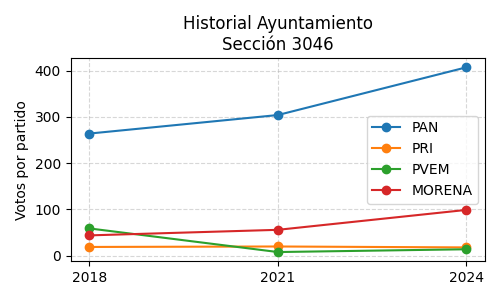 Historial Ayuntamiento
Sección 3046
Votos por partido
400
300
200
100
0
2018
2021
2024
PAN
PRI
PVEM
MORENA